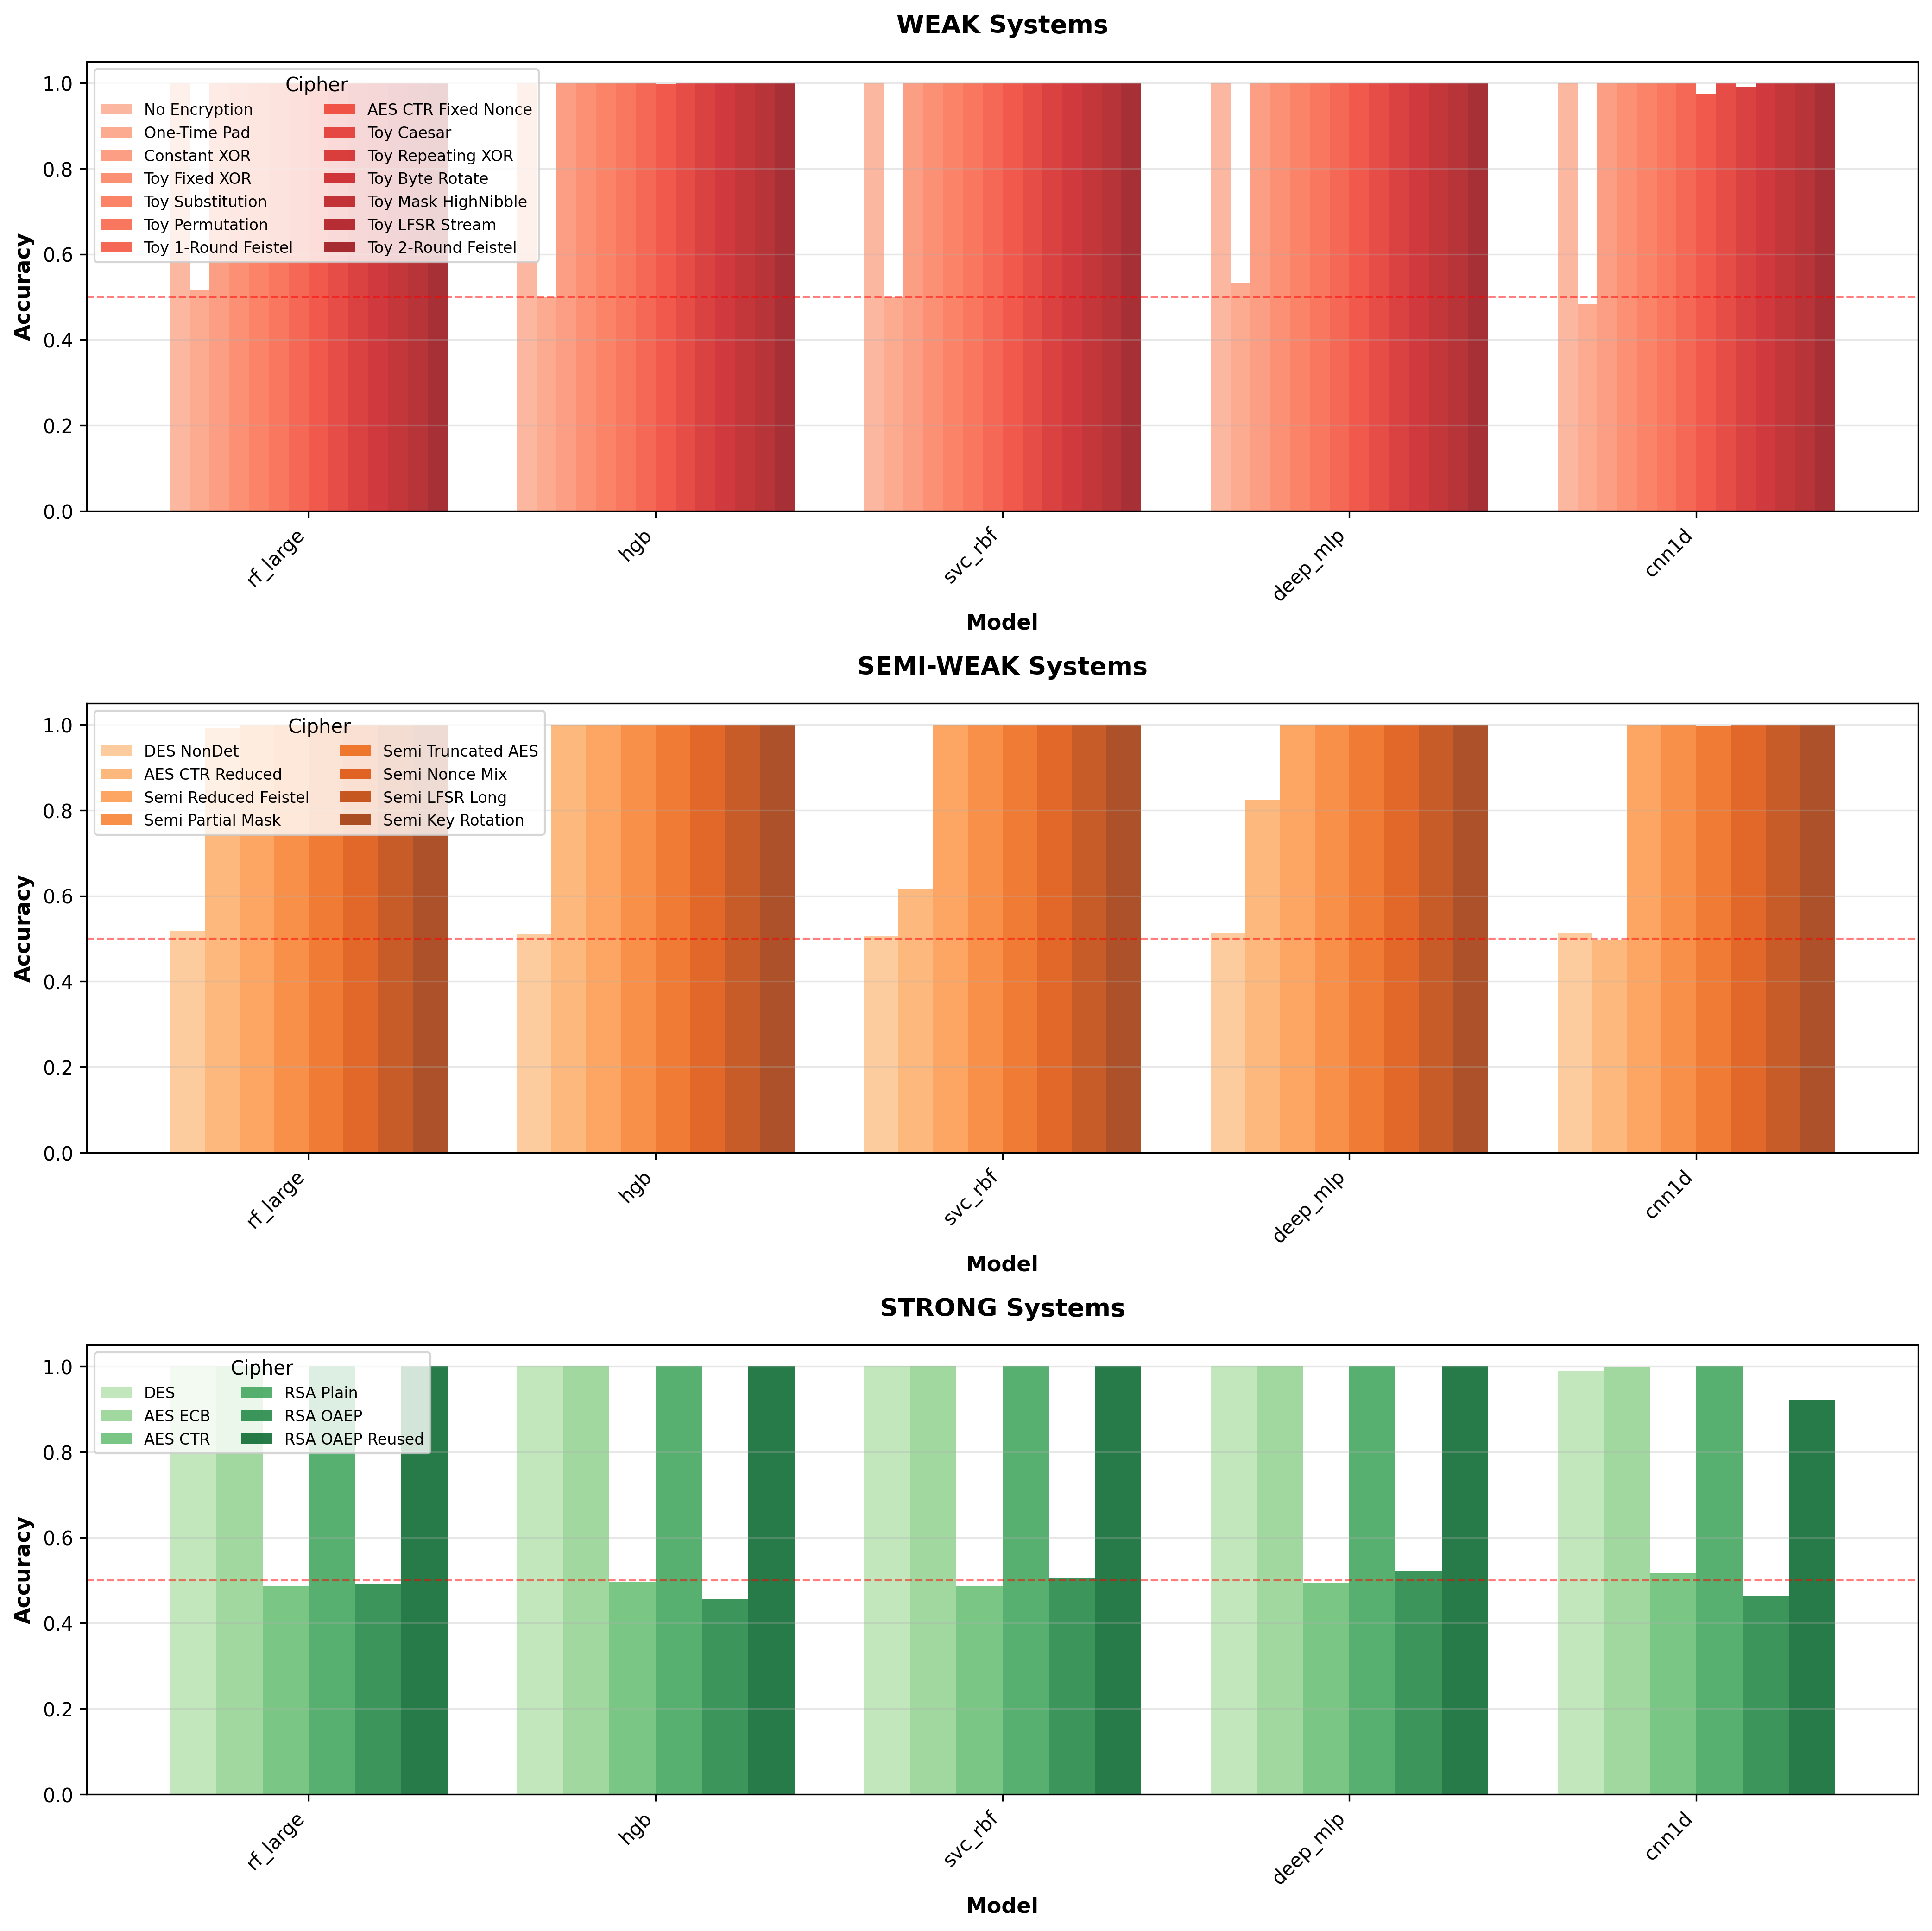 WEAK Systems
Accuracy
1.0
0.8
0.6
0.4
0.2
0.0
Cipher
No Encryption
One-Time Pad
Constant XOR
Toy Fixed XOR
Toy Substitution
Toy Permutation
Toy 1-Round Feistel
AES CTR Fixed Nonce
Toy Caesar
Toy Repeating XOR
Toy Byte Rotate
Toy Mask HighNibble
Toy LFSR Stream
Toy 2-Round Feistel
rf_large
hgb
svc_rbf
deep_mlp
cnn1d
Model
SEMI-WEAK Systems
Accuracy
1.0
0.8
0.6
0.4
0.2
0.0
Cipher
DES NonDet
AES CTR Reduced
Semi Reduced Feistel
Semi Partial Mask
Semi Truncated AES
Semi Nonce Mix
Semi LFSR Long
Semi Key Rotation
rf_large
hgb
svc_rbf
deep_mlp
cnn1d
Model
STRONG Systems
Accuracy
1.0
0.8
0.6
0.4
0.2
0.0
Cipher
DES
AES ECB
AES CTR
RSA Plain
RSA OAEP
RSA OAEP Reused
rf_large
hgb
svc_rbf
deep_mlp
cnn1d
Model